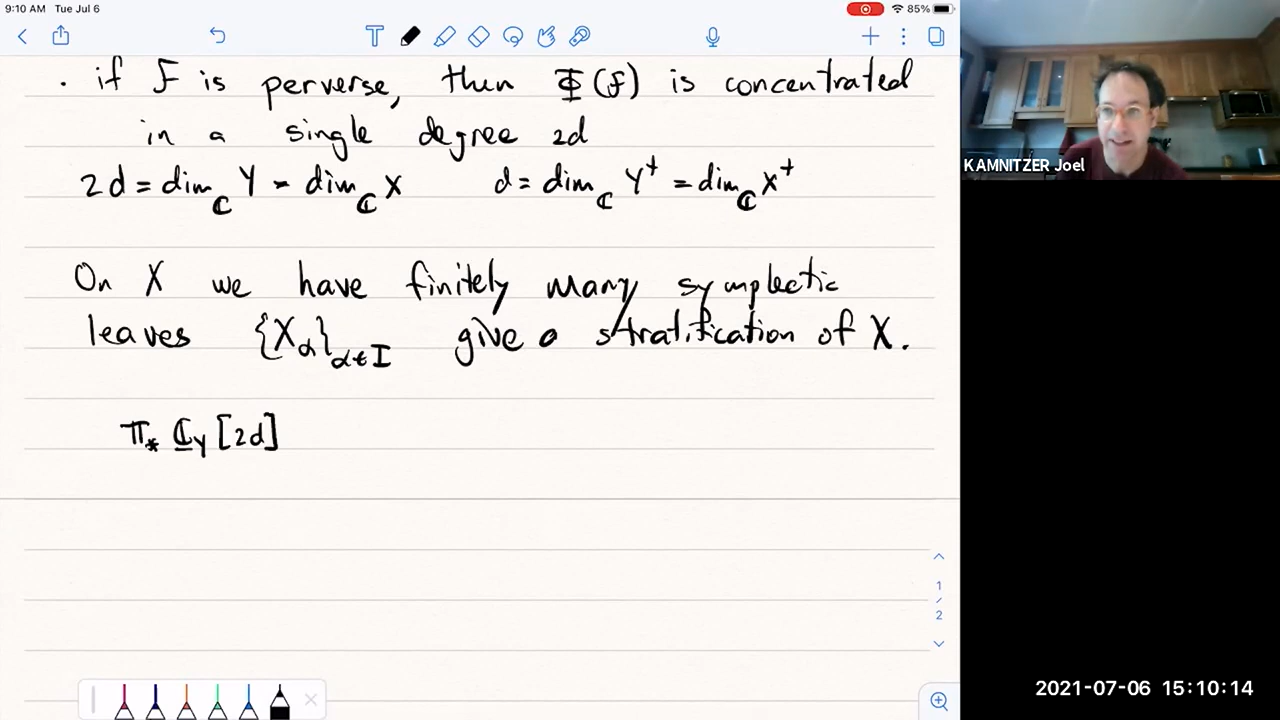 9:10 AM Tue Jul 6
85%
· if F is perverse, then Φ(F) is concentrated
in a single degree 2d
2d = dim_ℂ Y - dim_ℂ X d = dim_ℂ Y⁺ = dim_ℂ X⁺
On X we have finitely many symplectic
leaves {X_α}_{α∈I} give a stratification of X.
π_* ℂ_Y [2d]
KAMNITZER Joel
1
2
2021-07-06 15:10:14